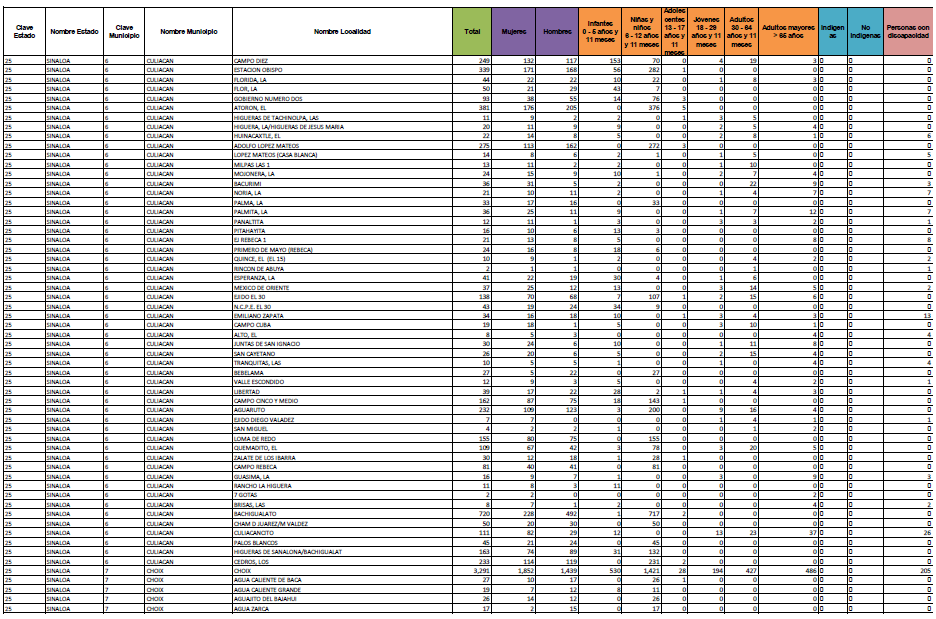 Clave Estado Nombre Estado Clave Municipio Nombre Municipio Nombre Localidad Total Mujeres Hombres Infantes 0 - 5 años y 11 meses Niñas y niños 6 - 12 años y 11 meses Adoles centes 13 - 17 años y 11 meses Jóvenes 18 - 29 años y 11 meses Adultos 30 - 64 años y 11 meses Adultos mayores > 65 años Indígen as No Indígenas Personas con discapacidad
25 SINALOA 6 CULIACAN CAMPO DIEZ 249 132 117 153 70 0 4 19 3 0 0 0
25 SINALOA 6 CULIACAN ESTACION OBISPO 339 171 168 56 282 1 0 0 0 0 0 0
25 SINALOA 6 CULIACAN FLORIDA, LA 44 22 22 10 22 0 1 8 3 0 0 0
25 SINALOA 6 CULIACAN FLOR, LA 50 21 29 43 7 0 0 0 0 0 0 0
25 SINALOA 6 CULIACAN GOBIERNO NUMERO DOS 93 38 55 14 76 3 0 0 0 0 0 0
25 SINALOA 6 CULIACAN ATORON, EL 381 176 205 0 376 5 0 0 0 0 0 0
25 SINALOA 6 CULIACAN HIGUERAS DE TACHINOLPA, LAS 11 9 2 2 0 1 3 5 0 0 0 0
25 SINALOA 6 CULIACAN HIGUERA, LA/HIGUERAS DE JESUS MARIA 20 11 9 9 0 0 2 5 4 0 0 0
25 SINALOA 6 CULIACAN HUINACAXTLE, EL 22 14 8 5 0 0 2 8 1 0 0 6
25 SINALOA 6 CULIACAN ADOLFO LOPEZ MATEOS 275 113 162 0 272 3 0 0 0 0 0 0
25 SINALOA 6 CULIACAN LOPEZ MATEOS (CASA BLANCA) 14 8 6 2 1 0 1 5 0 0 5
25 SINALOA 6 CULIACAN MILPAS LAS 1 13 11 2 2 0 0 1 10 0 0 0 0
25 SINALOA 6 CULIACAN MOJONERA, LA 24 15 9 10 1 0 2 7 4 0 0 0
25 SINALOA 6 CULIACAN BACURIMI 36 31 5 2 0 0 0 22 9 0 0 3
25 SINALOA 6 CULIACAN NORIA, LA 21 10 11 2 0 0 1 4 7 0 0 7
25 SINALOA 6 CULIACAN PALMA, LA 33 17 16 0 33 0 0 0 0 0 0 0
25 SINALOA 6 CULIACAN PALMITA, LA 36 25 11 9 0 0 1 7 12 0 0 7
25 SINALOA 6 CULIACAN PANALTITA 12 11 1 3 0 0 3 3 2 0 0 1
25 SINALOA 6 CULIACAN PITAHAYITA 16 10 6 13 3 0 0 0 0 0 0 0
25 SINALOA 6 CULIACAN EJ REBECA 1 21 13 8 5 0 0 0 0 8 0 0 8
25 SINALOA 6 CULIACAN PRIMERO DE MAYO (REBECA) 24 16 8 18 6 0 0 0 0 0 0 0
25 SINALOA 6 CULIACAN QUINCE, EL (EL 15) 10 9 1 2 0 0 0 4 2 0 0 2
25 SINALOA 6 CULIACAN RINCON DE ABUYA 2 1 1 0 0 0 0 1 0 0 0 1
25 SINALOA 6 CULIACAN ESPERANZA, LA 41 22 19 30 4 0 1 6 0 0 0 0
25 SINALOA 6 CULIACAN MEXICO DE ORIENTE 37 25 12 13 0 0 3 14 5 0 0 2
25 SINALOA 6 CULIACAN EJIDO EL 30 138 70 68 7 107 1 2 15 6 0 0 0
25 SINALOA 6 CULIACAN N.C.P.E. EL 30 43 19 24 34 9 0 0 0 0 0 0 0
25 SINALOA 6 CULIACAN EMILIANO ZAPATA 34 16 18 10 0 1 3 4 3 0 0 13
25 SINALOA 6 CULIACAN CAMPO CUBA 19 18 1 5 0 0 3 10 1 0 0 0
25 SINALOA 6 CULIACAN ALTO, EL 8 5 3 0 0 0 0 0 4 0 0 4
25 SINALOA 6 CULIACAN JUNTAS DE SAN IGNACIO 30 24 6 10 0 0 1 11 8 0 0 0
25 SINALOA 6 CULIACAN SAN CAYETANO 26 20 6 5 0 0 2 15 4 0 0 0
25 SINALOA 6 CULIACAN TRANQUITAS, LAS 10 5 5 1 0 0 1 0 4 0 0 4
25 SINALOA 6 CULIACAN BEBELAMA 27 5 22 0 27 0 0 0 0 0 0 0
25 SINALOA 6 CULIACAN VALLE ESCONDIDO 12 9 3 5 0 0 0 4 2 0 0 1
25 SINALOA 6 CULIACAN LIBERTAD 39 17 22 28 2 1 1 4 3 0 0 0
25 SINALOA 6 CULIACAN CAMPO CINCO Y MEDIO 162 87 75 18 143 1 0 0 0 0 0 0
25 SINALOA 6 CULIACAN AGUARUTO 232 109 123 3 200 0 9 16 4 0 0 0
25 SINALOA 6 CULIACAN EJIDO DIEGO VALADEZ 7 7 0 0 0 0 1 4 1 0 0 1
25 SINALOA 6 CULIACAN SAN MIGUEL 4 2 2 1 0 0 0 1 2 0 0 0
25 SINALOA 6 CULIACAN LOMA DE REDO 155 80 75 0 155 0 0 0 0 0 0 0
25 SINALOA 6 CULIACAN QUEMADITO, EL 109 67 42 3 78 0 3 20 5 0 0 0
25 SINALOA 6 CULIACAN ZALATE DE LOS IBARRA 30 12 18 1 28 1 0 0 0 0 0 0
25 SINALOA 6 CULIACAN CAMPO REBECA 81 40 41 0 81 0 0 0 0 0 0 0
25 SINALOA 6 CULIACAN GUASIMA, LA 16 9 7 1 0 0 3 0 9 0 0 3
25 SINALOA 6 CULIACAN RANCHO LA HIGUERA 11 8 3 11 0 0 0 0 0 0 0 0
25 SINALOA 6 CULIACAN 7 GOTAS 2 2 0 0 0 0 0 0 2 0 0 0
25 SINALOA 6 CULIACAN BRISAS, LAS 8 7 1 2 0 0 0 0 4 0 0 2
25 SINALOA 6 CULIACAN BACHIGUALATO 720 228 492 1 717 2 0 0 0 0 0 0
25 SINALOA 6 CULIACAN CHAM D JUAREZ/M VALDEZ 50 20 30 0 50 0 0 0 0 0 0 0
25 SINALOA 6 CULIACAN CULIACANCITO 111 82 29 12 0 0 13 23 37 0 0 26
25 SINALOA 6 CULIACAN PALOS BLANCOS 45 21 24 0 45 0 0 0 0 0 0 0
25 SINALOA 6 CULIACAN HIGUERAS DE SANALONA/BACHIGUALAT 163 74 89 31 132 0 0 0 0 0 0 0
25 SINALOA 6 CULIACAN CEDROS, LOS 233 114 119 0 231 2 0 0 0 0 0 0
25 SINALOA 7 CHOIX CHOIX 3,291 1,852 1,439 530 1,421 28 194 427 486 0 0 205
25 SINALOA 7 CHOIX AGUA CALIENTE DE BACA 27 10 17 0 26 1 0 0 0 0 0 0
25 SINALOA 7 CHOIX AGUA CALIENTE GRANDE 19 7 12 8 11 0 0 0 0 0 0 0
25 SINALOA 7 CHOIX AGUAJITO DEL BAJAHUI 26 14 12 0 26 0 0 0 0 0 0 0
25 SINALOA 7 CHOIX AGUA ZARCA 17 2 15 0 17 0 0 0 0 0 0 0